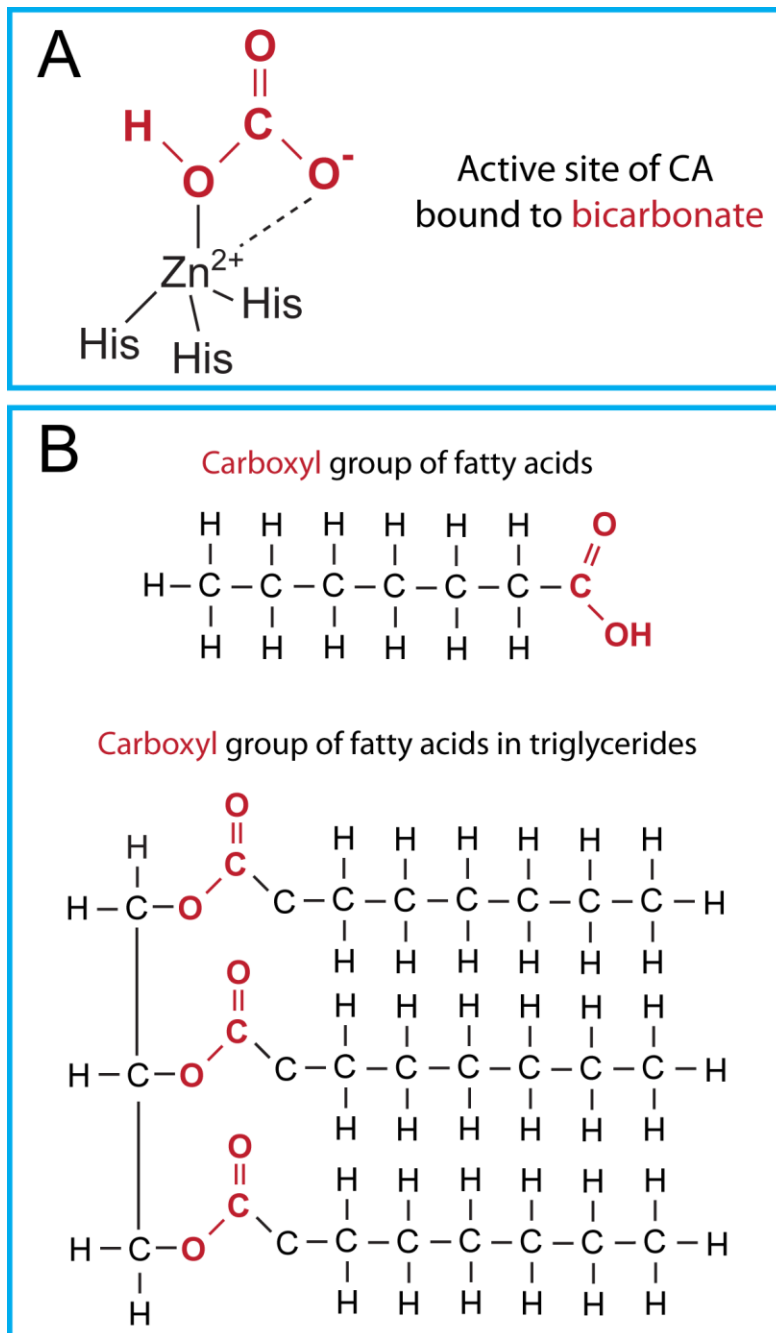 A
O
||
H C
O O-
Active site of CA
bound to bicarbonate
Zn2+
His
His
His
B
Carboxyl group of fatty acids
H H H H H H O
H C C C C C C C
H H H H H H OH
Carboxyl group of fatty acids in triglycerides
O
H H H H H H H
C
H C O C C C C C C C H
H H H H H H
O
H H H H H H
C
H C O C C C C C C C H
H H H H H H
O
H H H H H H
C
H C O C C C C C C C H
H H H H H H H